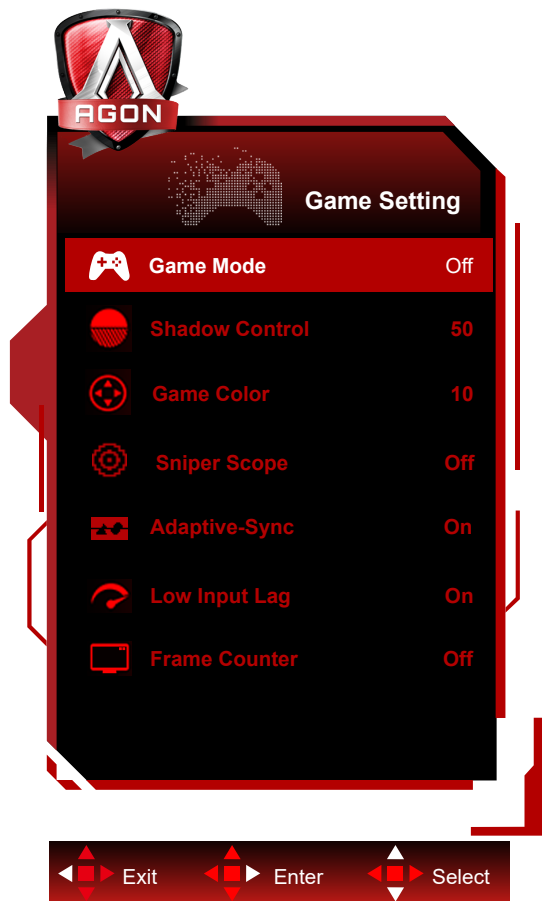 AGON
Game Setting
Game Mode Off
Shadow Control 50
Game Color 10
Sniper Scope Off
Adaptive-Sync On
Low Input Lag On
Frame Counter Off
Exit Enter Select